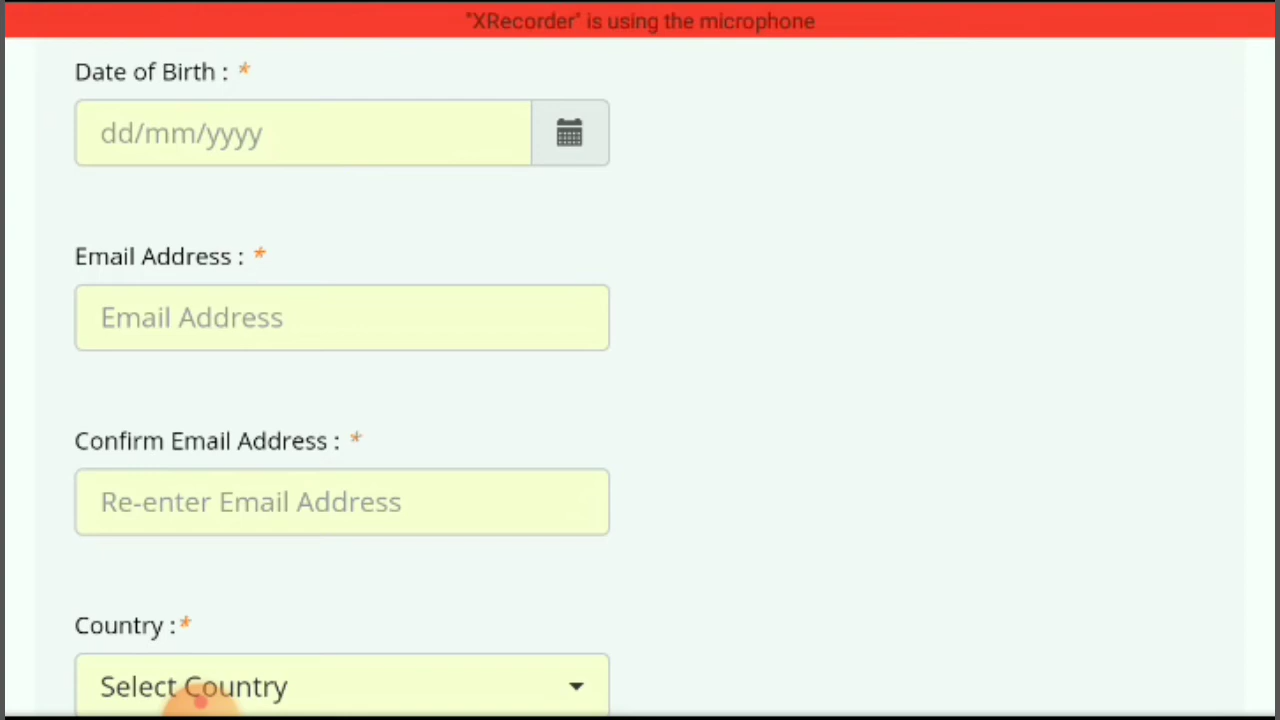 "XRecorder" is using the microphone
Date of Birth : *
dd/mm/yyyy
Email Address : *
Email Address
Confirm Email Address : *
Re-enter Email Address
Country :*
Select Country